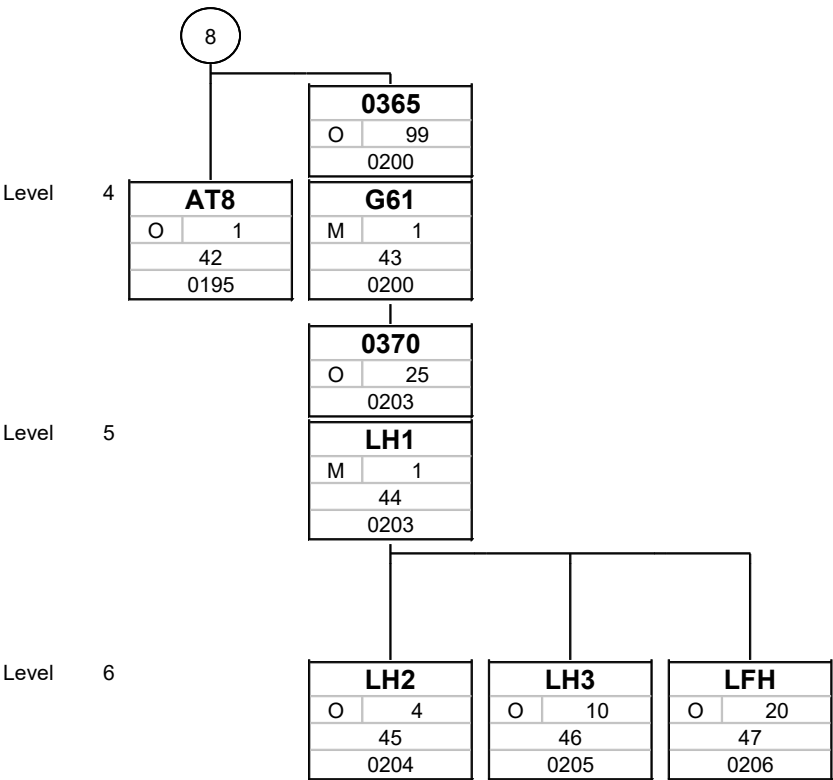 8
0365
O 99
0200
Level 4
AT8
O 1
42
0195
G61
M 1
43
0200
0370
O 25
0203
Level 5
LH1
M 1
44
0203
Level 6
LH2
O 4
45
0204
LH3
O 10
46
0205
LFH
O 20
47
0206